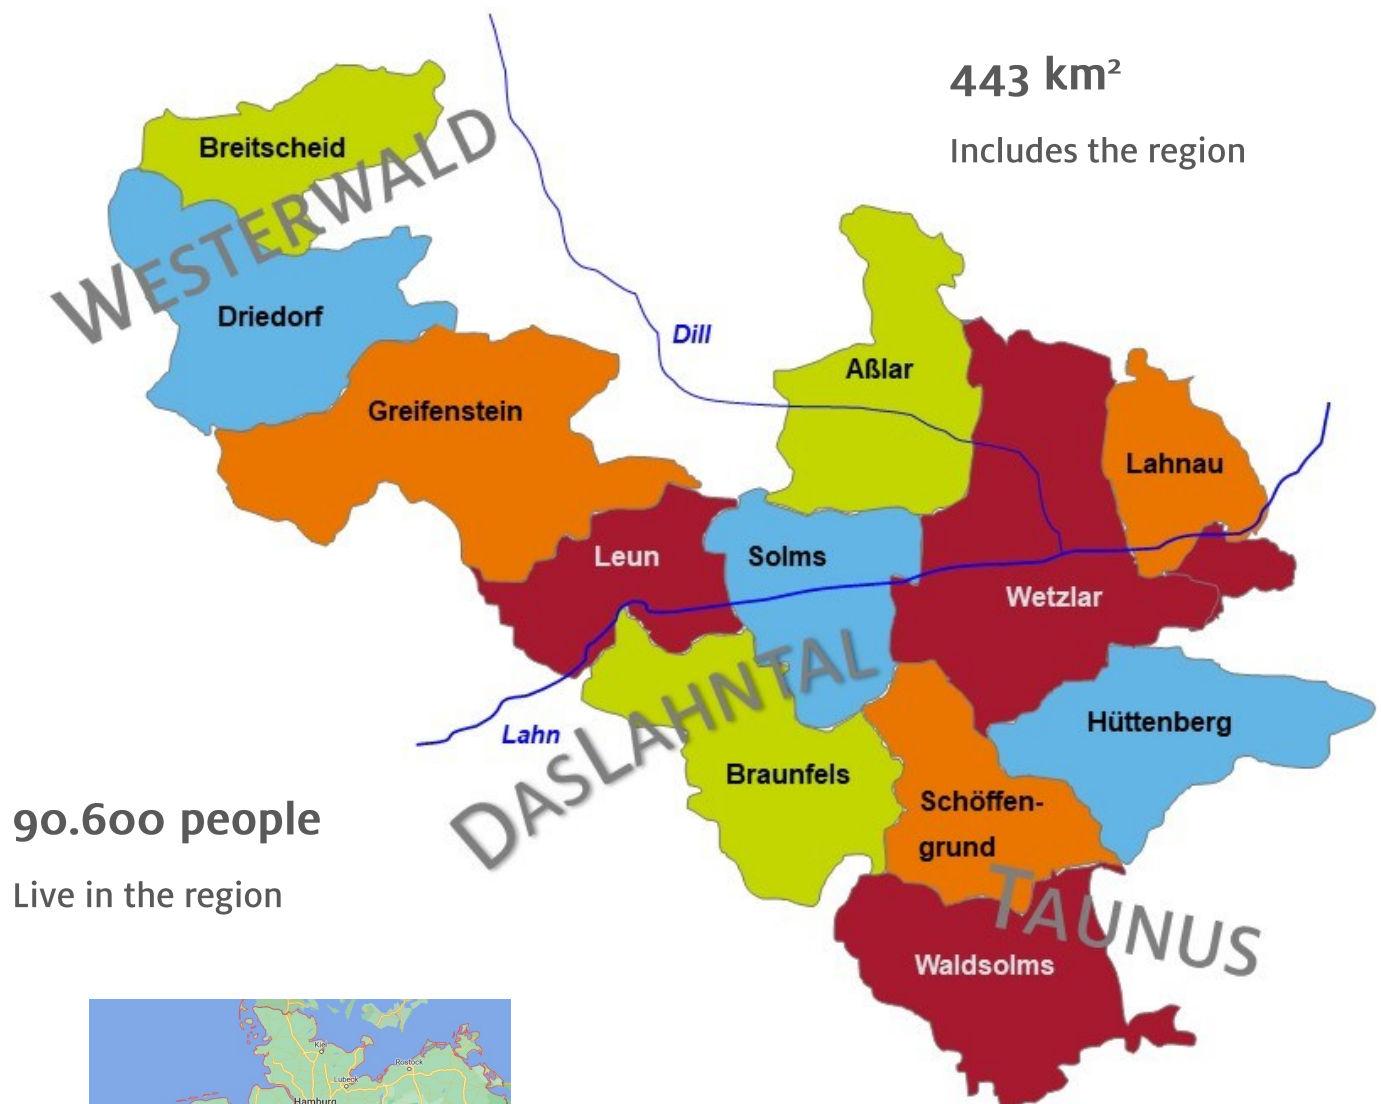 443 km²
Includes the region
Breitscheid
WESTERWALD
Driedorf
Dill
Aßlar
Greifenstein
Lahnau
Leun
Solms
Wetzlar
DASLAHNTAL
Lahn
Hüttenberg
Braunfels
Schöffen-
grund
90.600 people
Live in the region
TAUNUS
Waldsolms
Kiel
Rostock
Lübeck
Hamburg